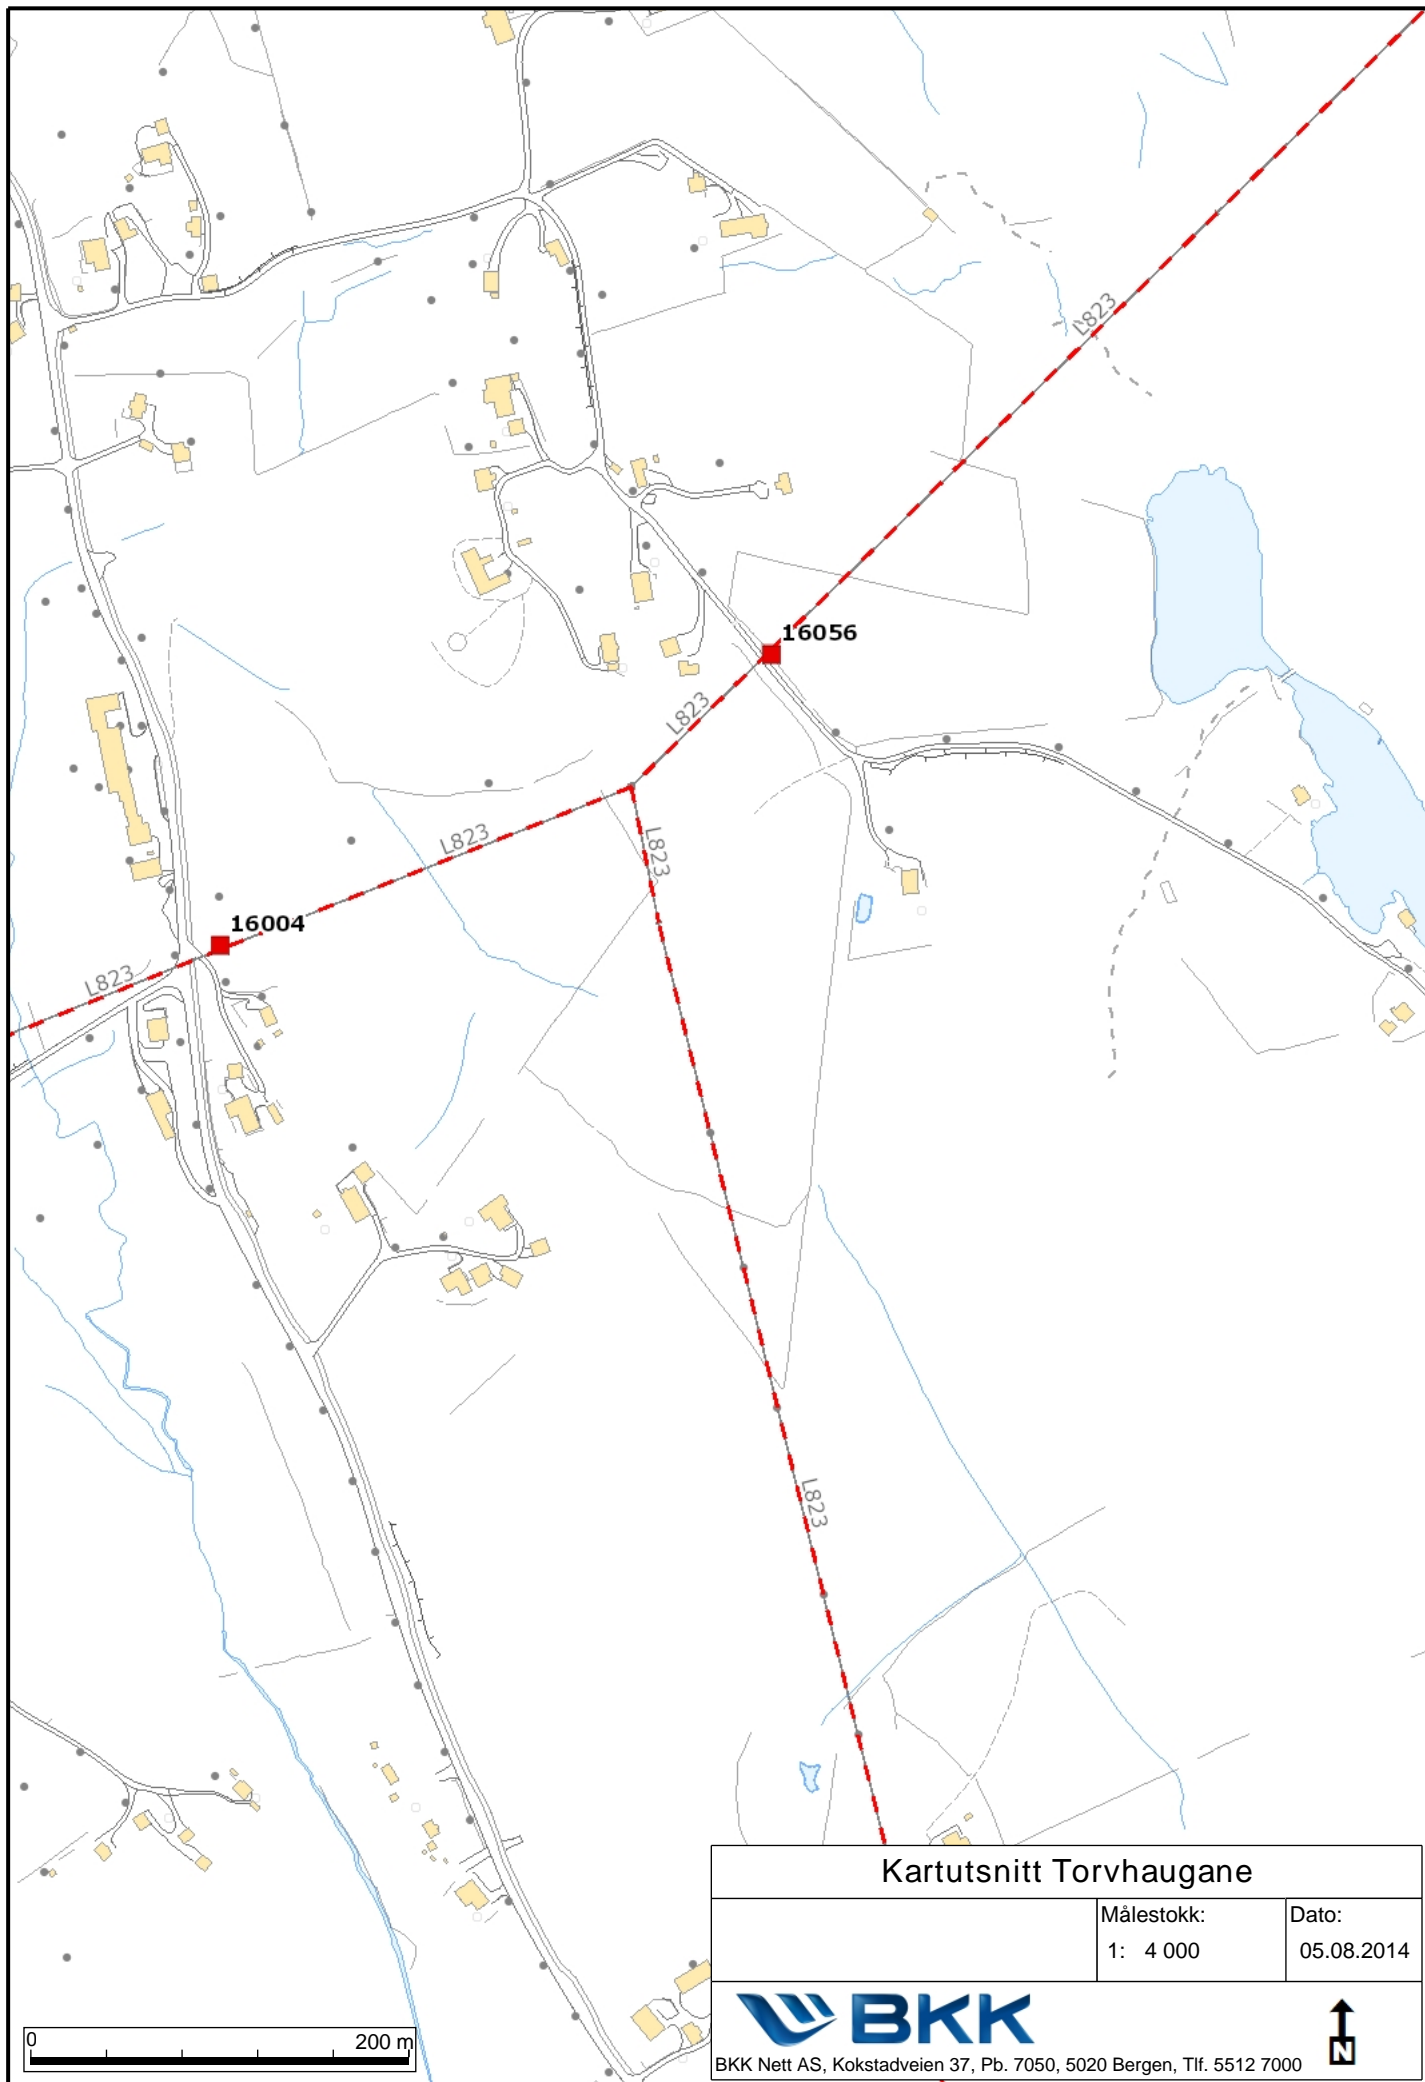 L823
16056
L823
L823
L823
16004
L823
L823
Kartutsnitt Torvhaugane
Målestokk:
1: 4 000
Dato:
05.08.2014
BKK
BKK Nett AS, Kokstadveien 37, Pb. 7050, 5020 Bergen, Tlf. 5512 7000
N
0 200 m